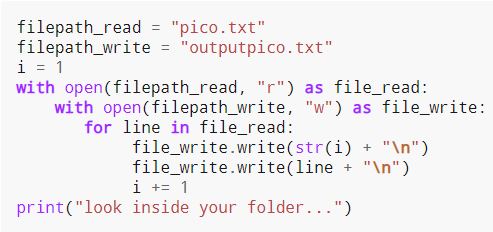 filepath_read = "pico.txt"
filepath_write = "outputpico.txt"
i = 1
with open(filepath_read, "r") as file_read:
    with open(filepath_write, "w") as file_write:
        for line in file_read:
            file_write.write(str(i) + "\n")
            file_write.write(line + "\n")
            i += 1
print("look inside your folder...")